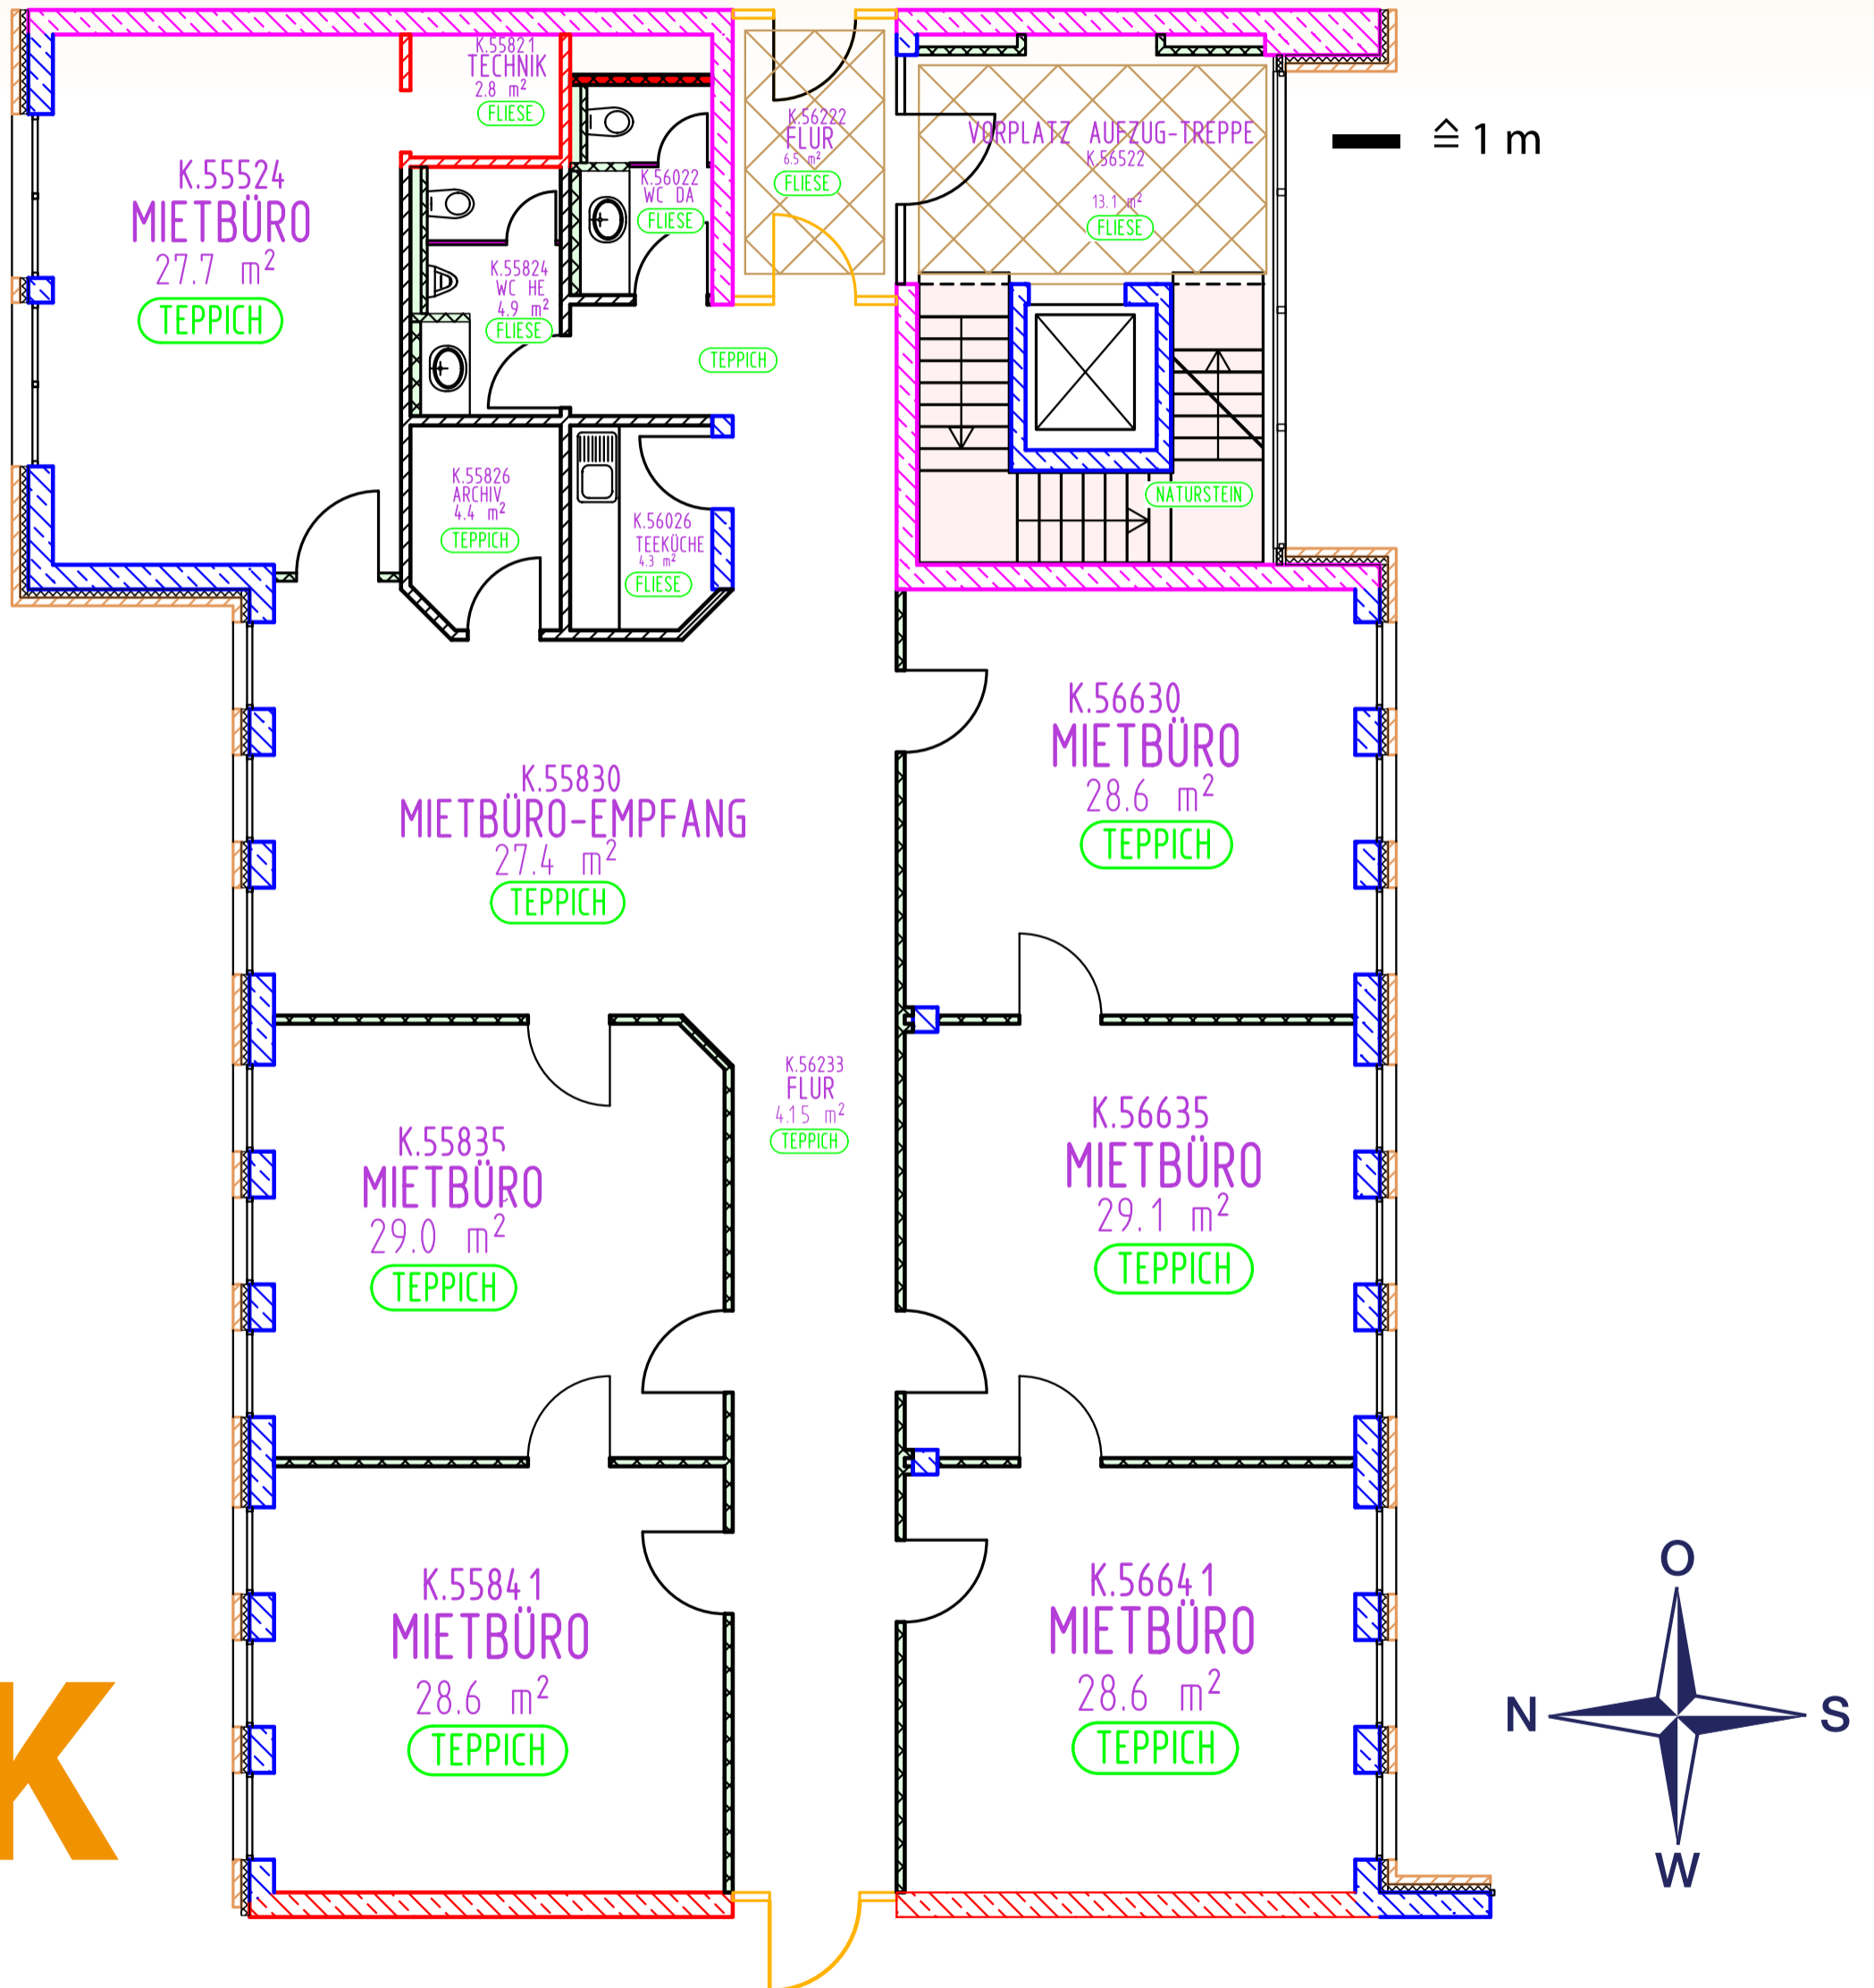 K.55821
TECHNIK
2.8 m²
FLIESE
K.56222
FLUR
6.5 m²
FLIESE
VORPLATZ AUFZUG-TREPPE
K.56522
13.1 m²
FLIESE
≙ 1 m
K.55524
MIETBÜRO
27.7 m²
TEPPICH
K.56022
WC DA
FLIESE
K.55824
WC HE
4.9 m²
FLIESE
TEPPICH
K.55826
ARCHIV
4.4 m²
TEPPICH
K.56026
TEEKÜCHE
4.3 m²
FLIESE
NATURSTEIN
K.56630
MIETBÜRO
28.6 m²
TEPPICH
K.55830
MIETBÜRO-EMPFANG
27.4 m²
TEPPICH
K.56233
FLUR
4.15 m²
TEPPICH
K.55835
MIETBÜRO
29.0 m²
TEPPICH
K.56635
MIETBÜRO
29.1 m²
TEPPICH
K.55841
MIETBÜRO
28.6 m²
TEPPICH
K.56641
MIETBÜRO
28.6 m²
TEPPICH
K
O
N
S
W